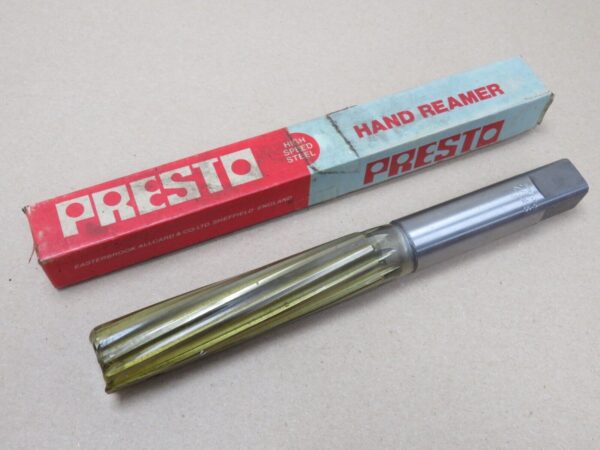 PRESTO
EASTERBROOK ALLCARD & CO. LTD. SHEFFIELD. ENGLAND
HIGH
SPEED
STEEL
HAND REAMER
PRESTO